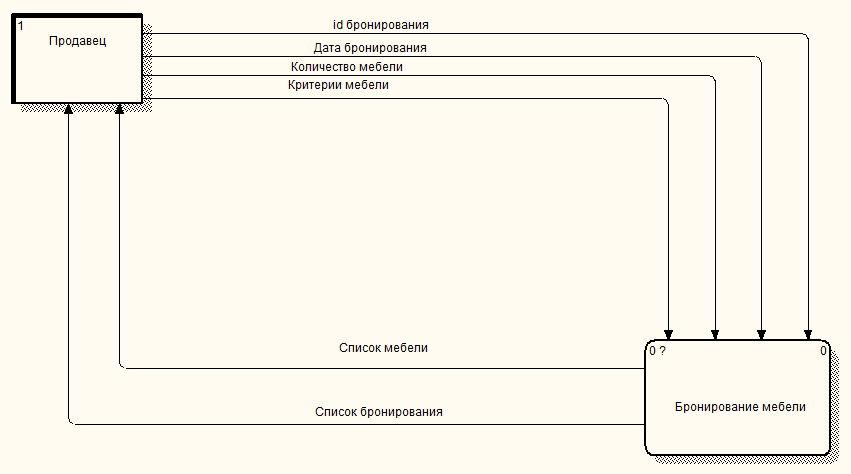 1
Продавец
id бронирования
Дата бронирования
Количество мебели
Критерии мебели
Список мебели
Список бронирования
0 ? 0
Бронирование мебели